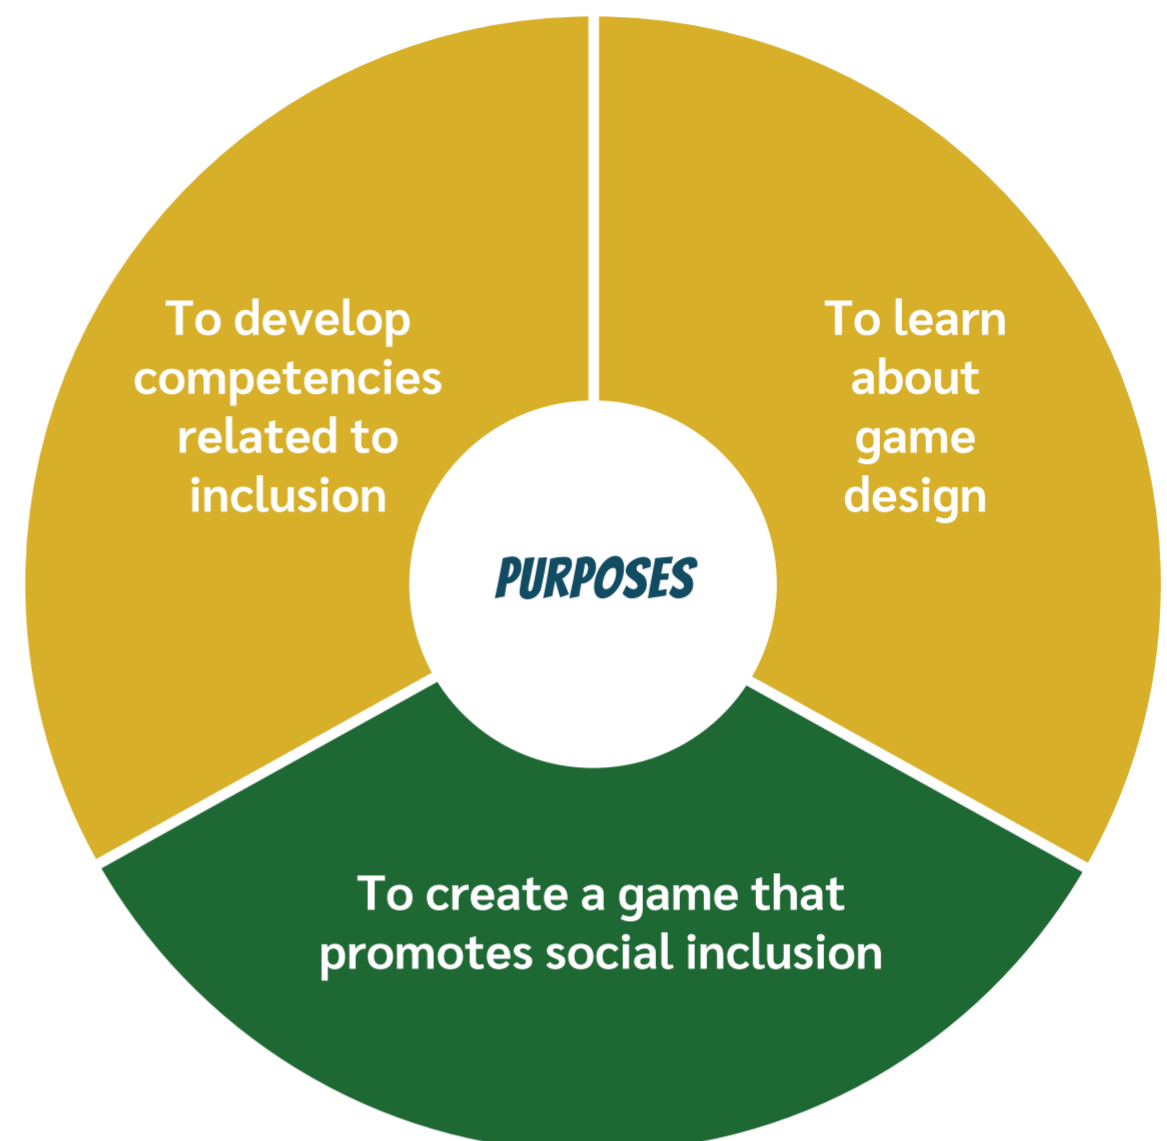 To develop
competencies
related to
inclusion
To learn
about
game
design
PURPOSES
To create a game that
promotes social inclusion